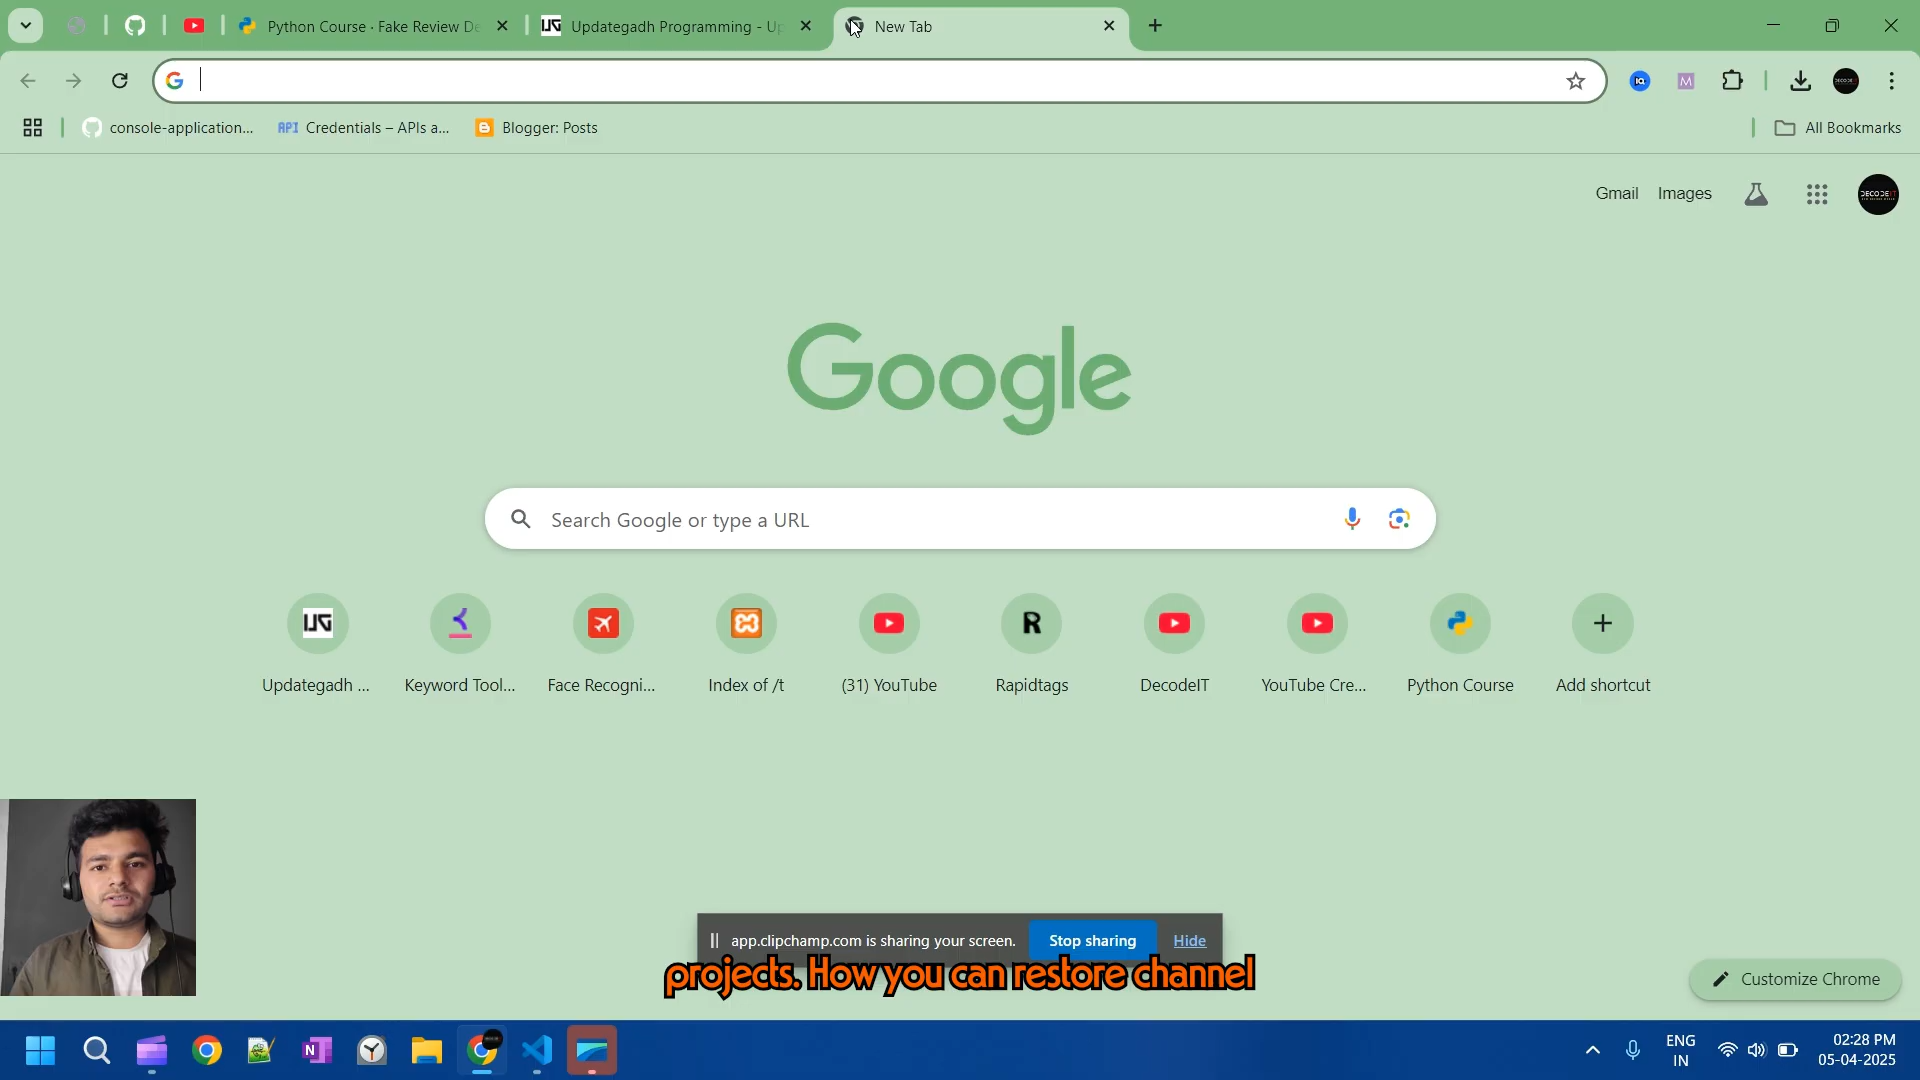 Python Course · Fake Review De
Updategadh Programming - Up
New Tab
console-application...
API Credentials – APIs a...
Blogger: Posts
All Bookmarks
Gmail Images
DECODEIT
Google
Search Google or type a URL
Updategadh ...
Keyword Tool...
Face Recogni...
Index of /t
(31) YouTube
Rapidtags
DecodeIT
YouTube Cre...
Python Course
Add shortcut
app.clipchamp.com is sharing your screen.
Stop sharing
Hide
projects. How you can restore channel
Customize Chrome
ENG
IN
02:28 PM
05-04-2025